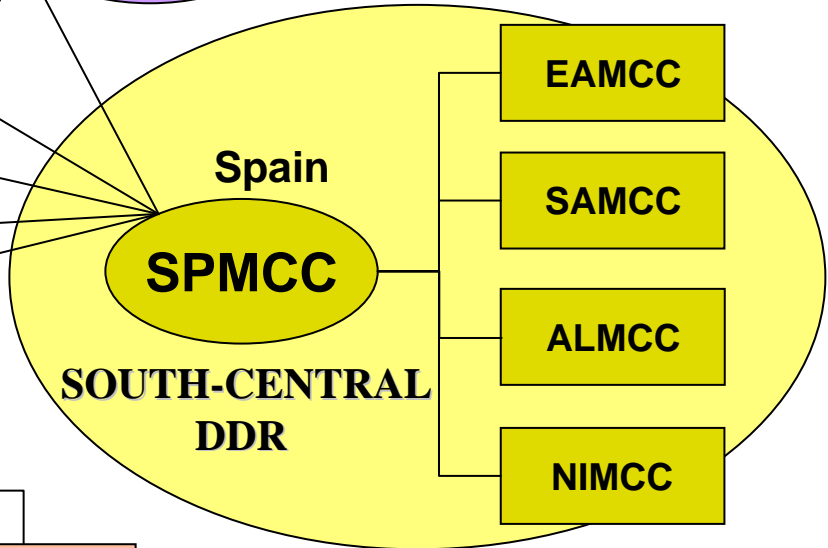 Spain
SPMCC
SOUTH-CENTRAL
DDR
EAMCC
SAMCC
ALMCC
NIMCC